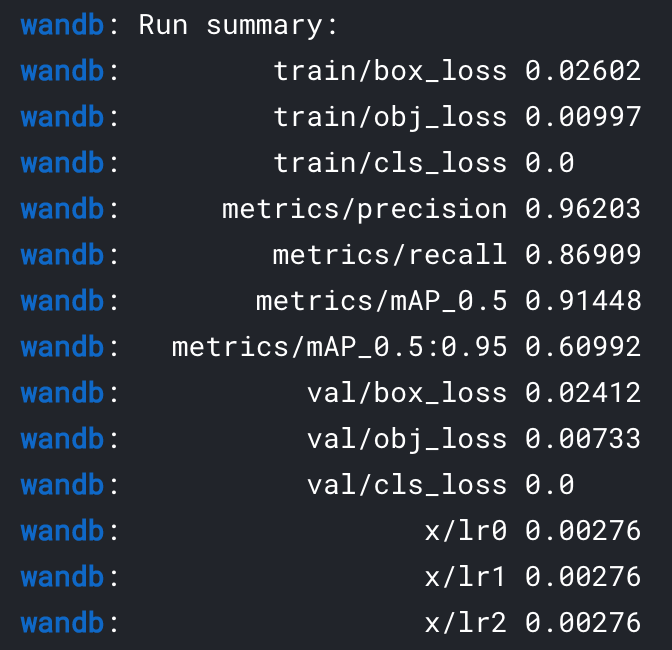 wandb: Run summary:
wandb: train/box_loss 0.02602
wandb: train/obj_loss 0.00997
wandb: train/cls_loss 0.0
wandb: metrics/precision 0.96203
wandb: metrics/recall 0.86909
wandb: metrics/mAP_0.5 0.91448
wandb: metrics/mAP_0.5:0.95 0.60992
wandb: val/box_loss 0.02412
wandb: val/obj_loss 0.00733
wandb: val/cls_loss 0.0
wandb: x/lr0 0.00276
wandb: x/lr1 0.00276
wandb: x/lr2 0.00276